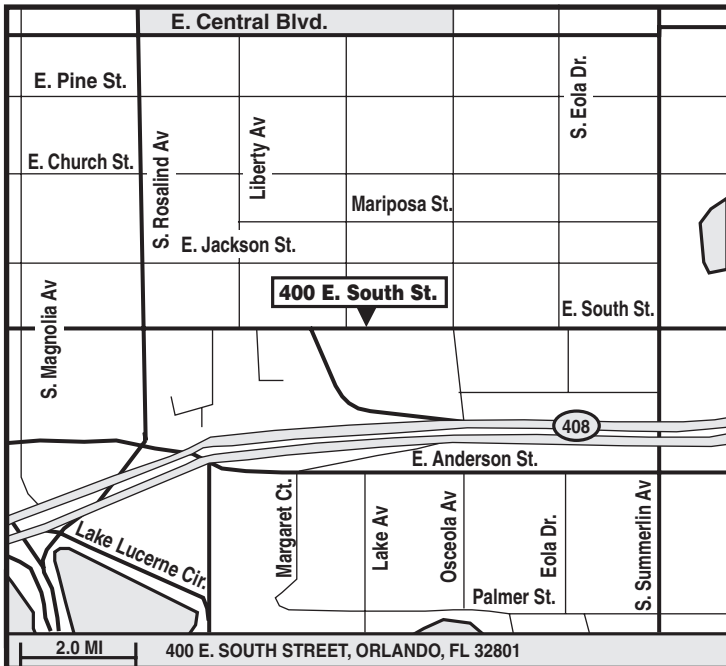 E. Central Blvd.
E. Pine St.
S. Eola Dr.
E. Church St.
S. Rosalind Av
Liberty Av
Mariposa St.
E. Jackson St.
S. Magnolia Av
400 E. South St.
E. South St.
408
E. Anderson St.
Margaret Ct.
Lake Av
Osceola Av
Eola Dr.
S. Summerlin Av
Lake Lucerne Cir.
Palmer St.
2.0 MI
400 E. SOUTH STREET, ORLANDO, FL 32801